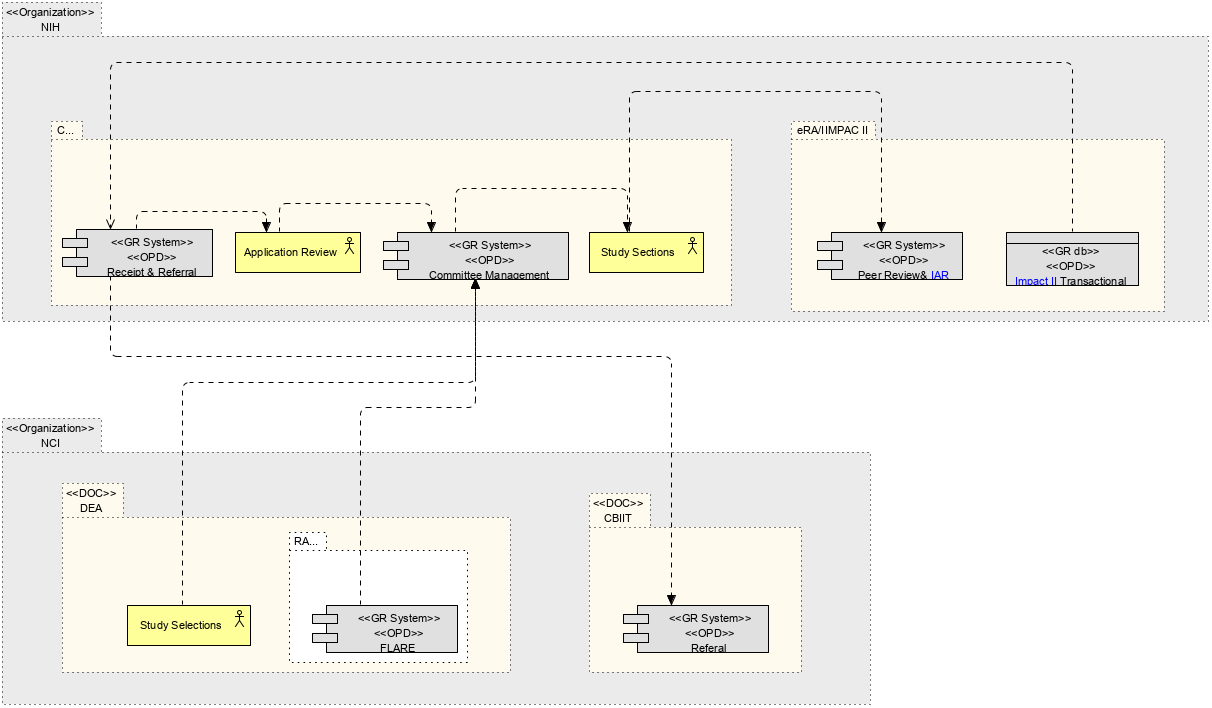 <<Organization>>
NIH
C...
eRA/IIMPAC II
<<GR System>>
<<OPD>>
Receipt & Referral
Application Review
<<GR System>>
<<OPD>>
Committee Management
Study Sections
<<GR System>>
<<OPD>>
Peer Review& IAR
<<GR db>>
<<OPD>>
Impact II Transactional
<<Organization>>
NCI
<<DOC>>
DEA
RA...
Study Selections
<<GR System>>
<<OPD>>
FLARE
<<DOC>>
CBIIT
<<GR System>>
<<OPD>>
Referal